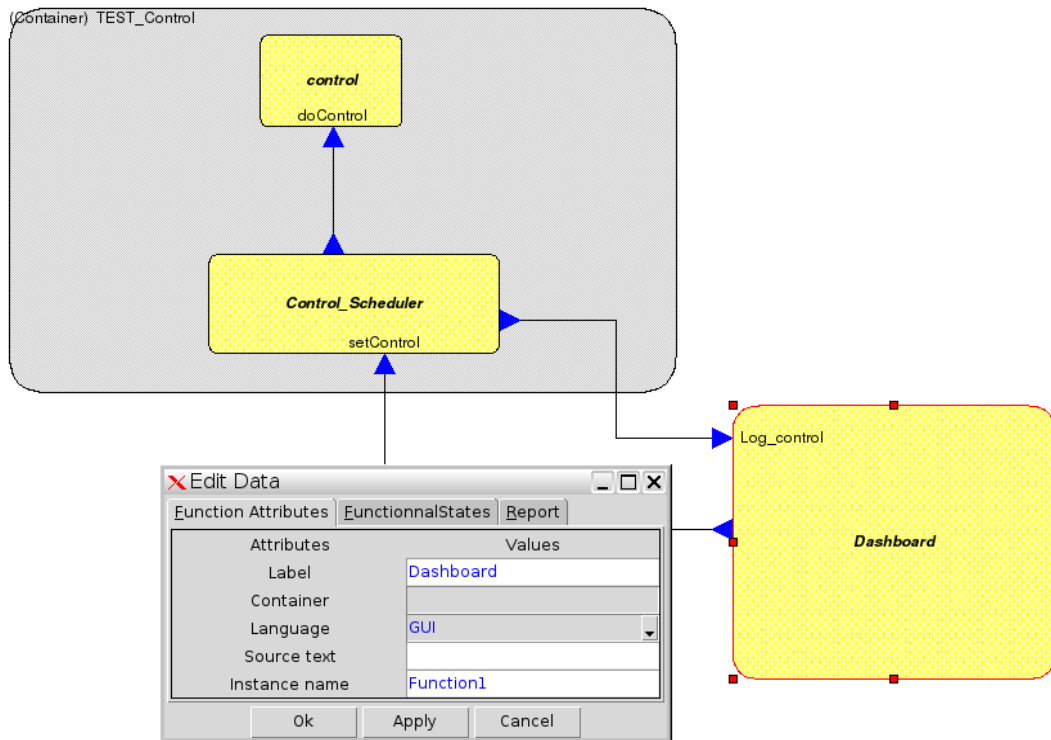 (Container) TEST_Control
control
doControl
Control_Scheduler
setControl
Log_control
Dashboard
Edit Data
Function Attributes FunctionnalStates Report
Attributes Values
Label Dashboard
Container
Language GUI
Source text
Instance name Function1
Ok Apply Cancel